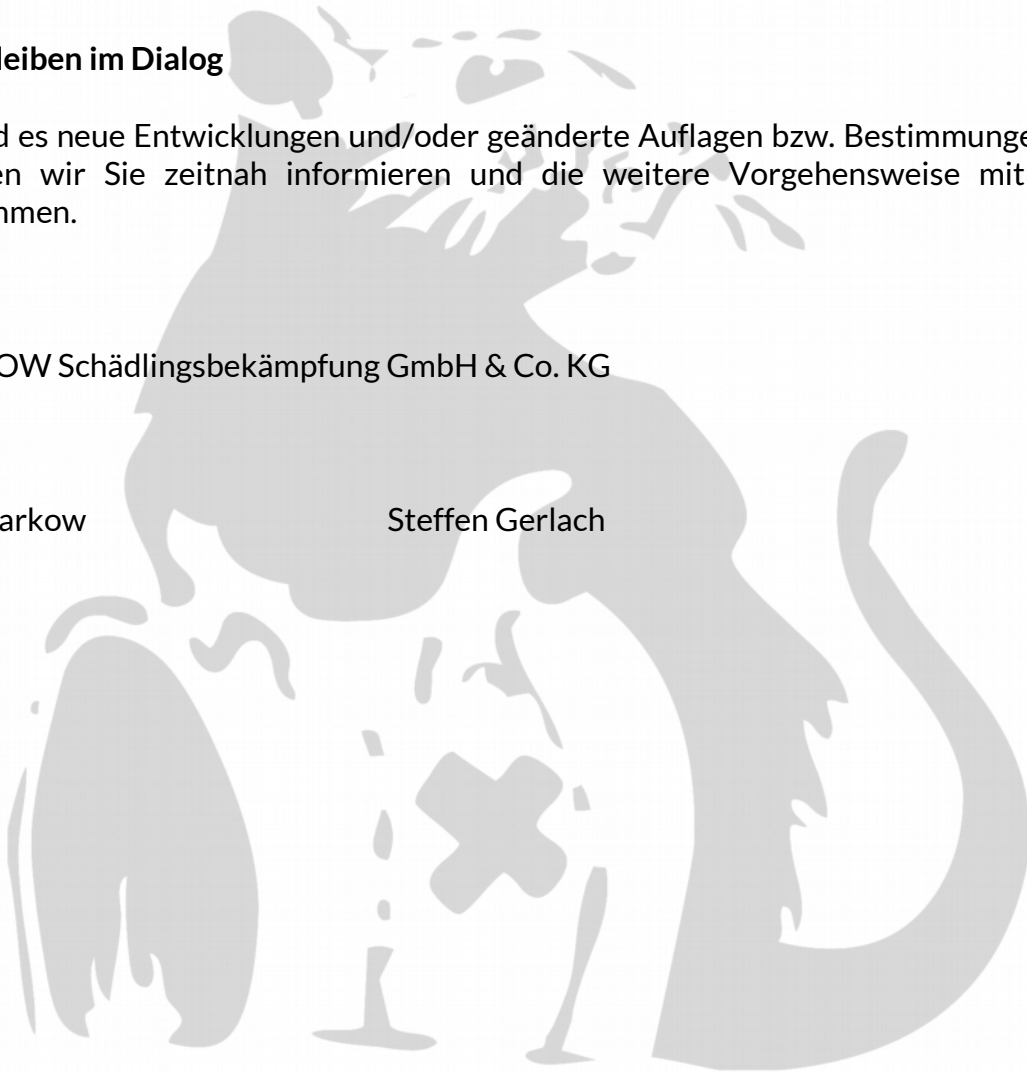 leiben im Dialog
d es neue Entwicklungen und/oder geänderte Auflagen bzw. Bestimmunge
en wir Sie zeitnah informieren und die weitere Vorgehensweise mit
nmen.
OW Schädlingsbekämpfung GmbH & Co. KG
arkow Steffen Gerlach